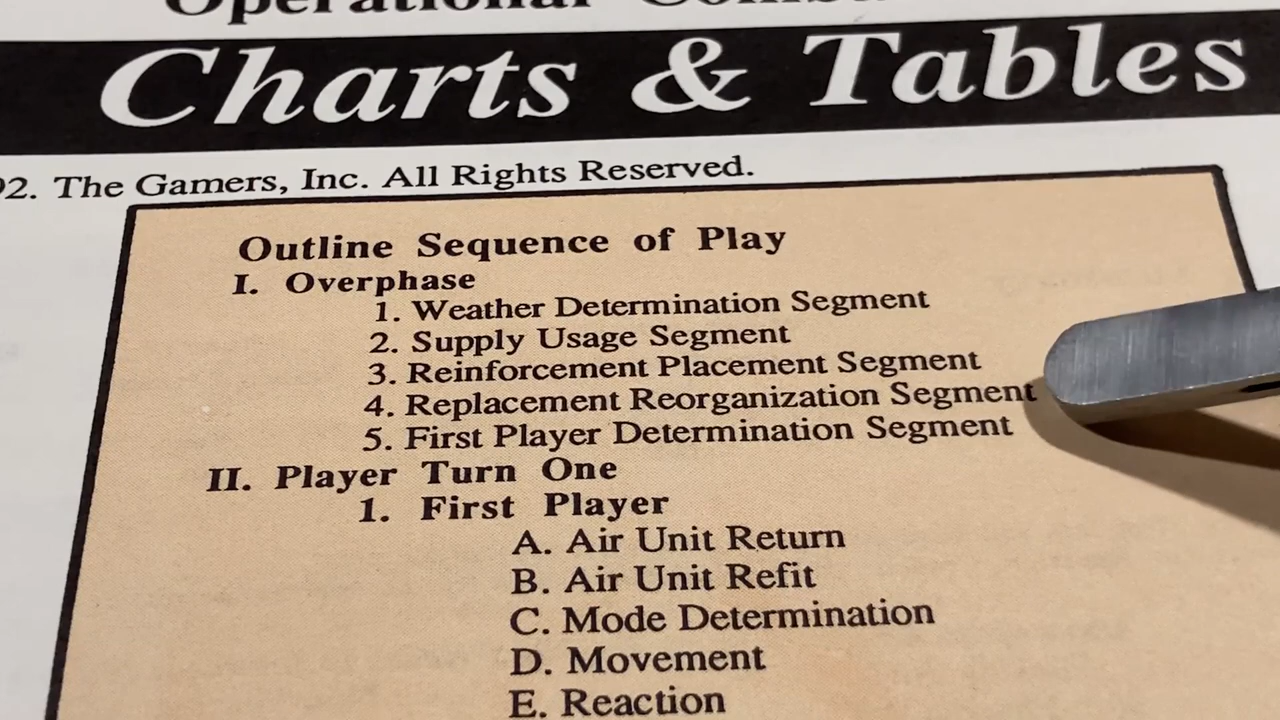 Operational
Charts & Tables
92. The Gamers, Inc. All Rights Reserved.
Outline Sequence of Play
I. Overphase
1. Weather Determination Segment
2. Supply Usage Segment
3. Reinforcement Placement Segment
4. Replacement Reorganization Segment
5. First Player Determination Segment
II. Player Turn One
1. First Player
A. Air Unit Return
B. Air Unit Refit
C. Mode Determination
D. Movement
E. Reaction